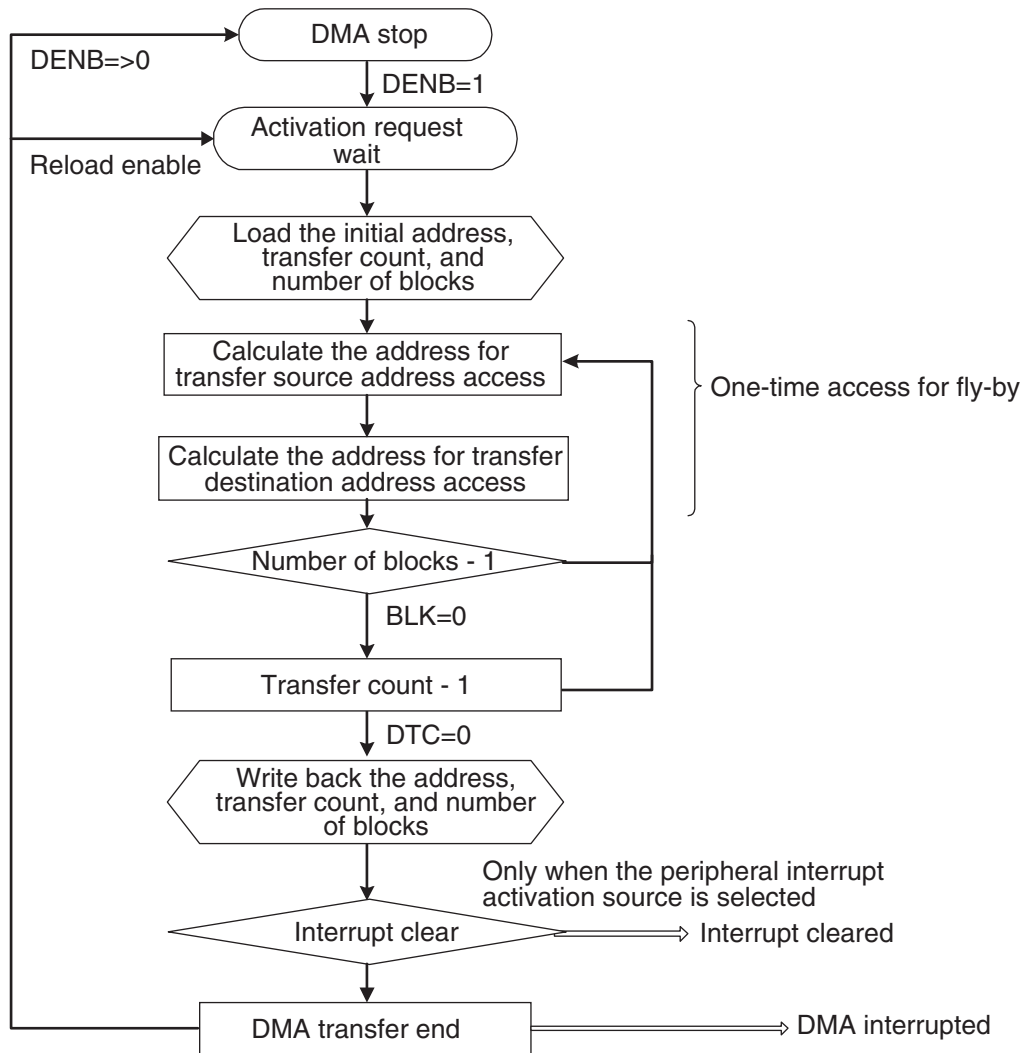 DMA stop
DENB=>0
DENB=1
Activation request
wait
Reload enable
Load the initial address,
transfer count, and
number of blocks
Calculate the address for
transfer source address access
One-time access for fly-by
Calculate the address for transfer
destination address access
Number of blocks - 1
BLK=0
Transfer count - 1
DTC=0
Write back the address,
transfer count, and number
of blocks
Only when the peripheral interrupt
activation source is selected
Interrupt clear
Interrupt cleared
DMA transfer end
DMA interrupted